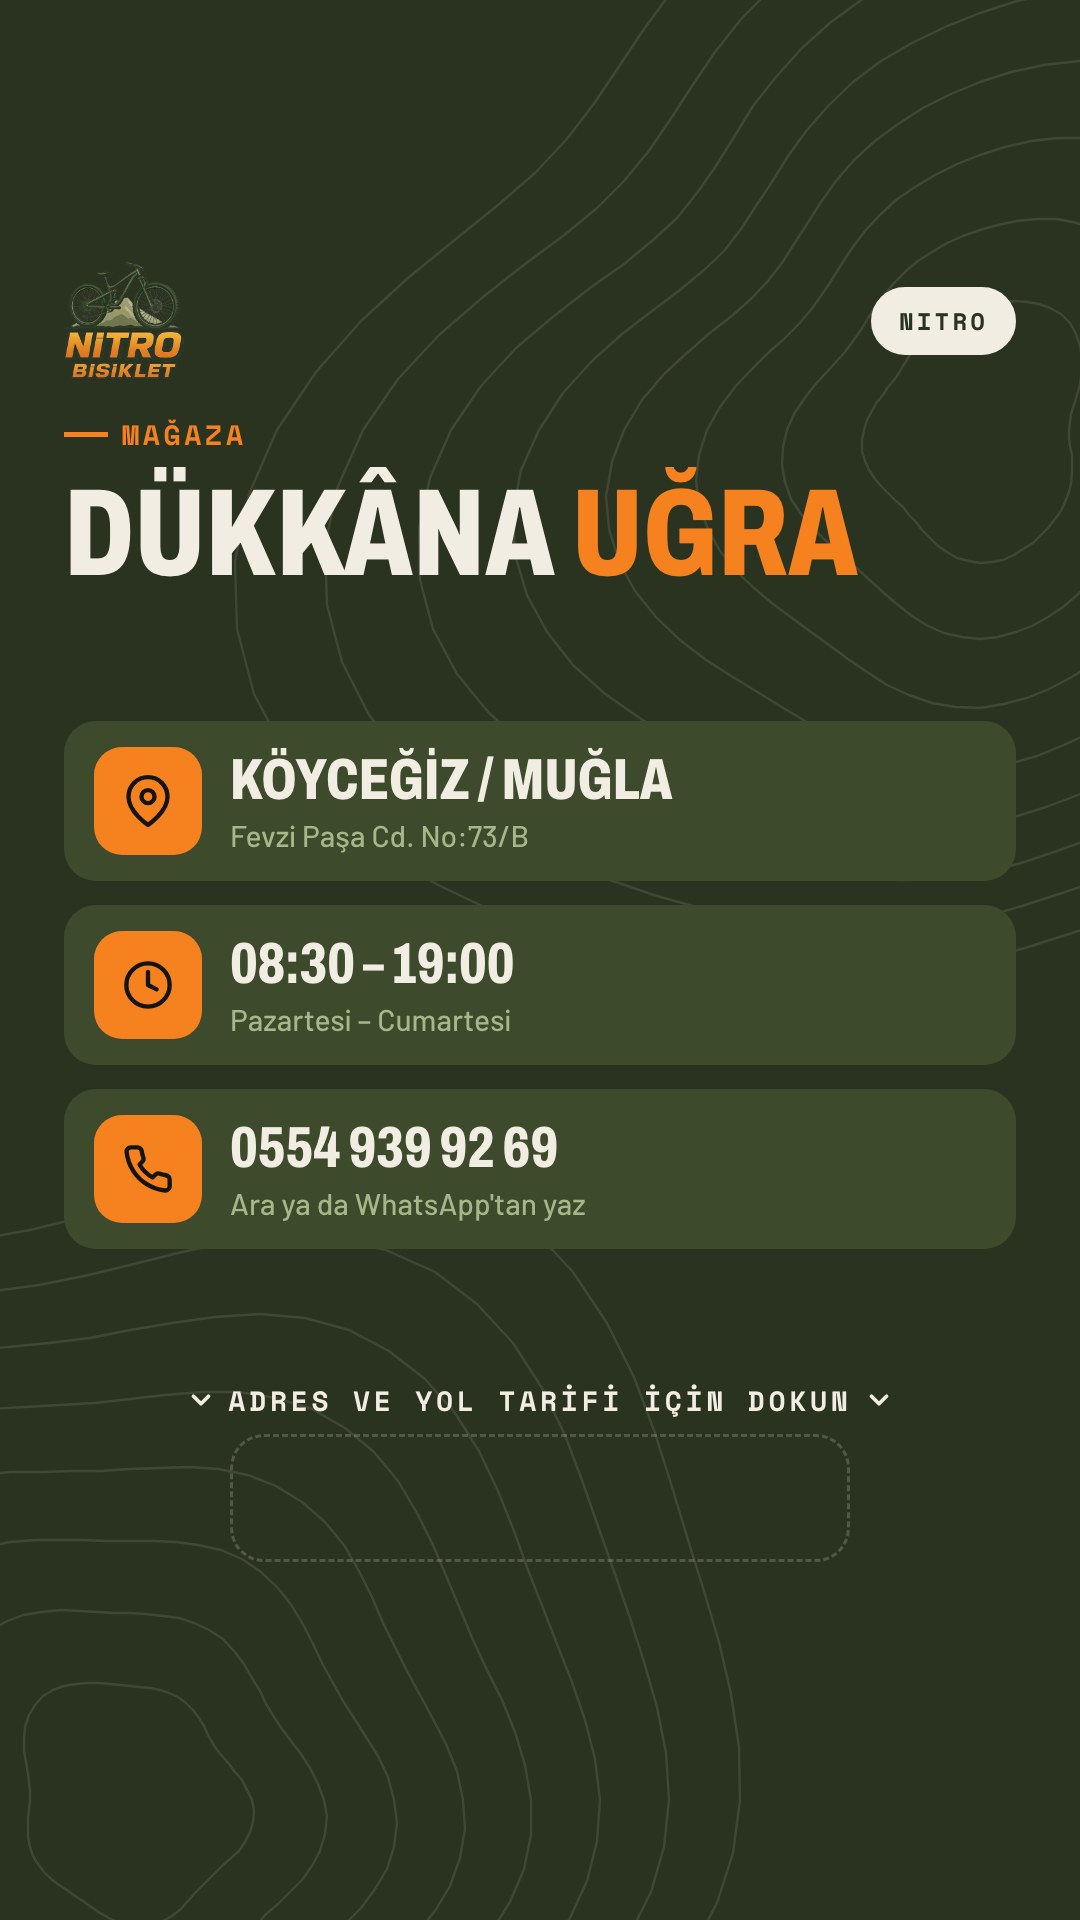 NiTRO
BiSiKLET
NITRO
MAĞAZA
DÜKKÂNA UĞRA
KÖYCEĞİZ / MUĞLA
Fevzi Paşa Cd. No:73/B
08:30 – 19:00
Pazartesi – Cumartesi
0554 939 92 69
Ara ya da WhatsApp'tan yaz
ADRES VE YOL TARİFİ İÇİN DOKUN